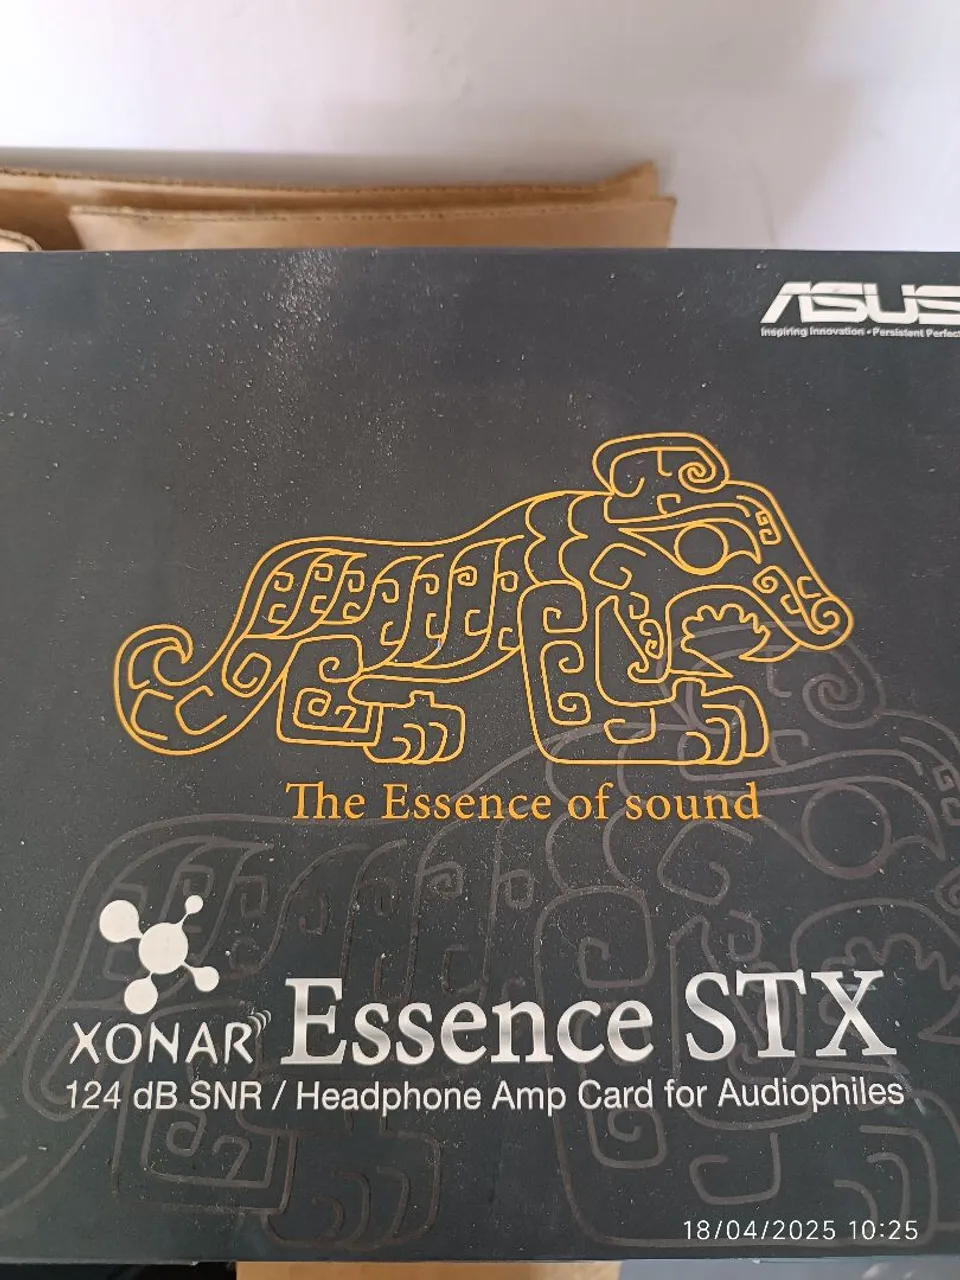 ASUS
Inspiring Innovation • Persistent
The Essence of sound
XONAR Essence STX
124 dB SNR / Headphone Amp Card for Audiophiles
18/04/2025 10:25